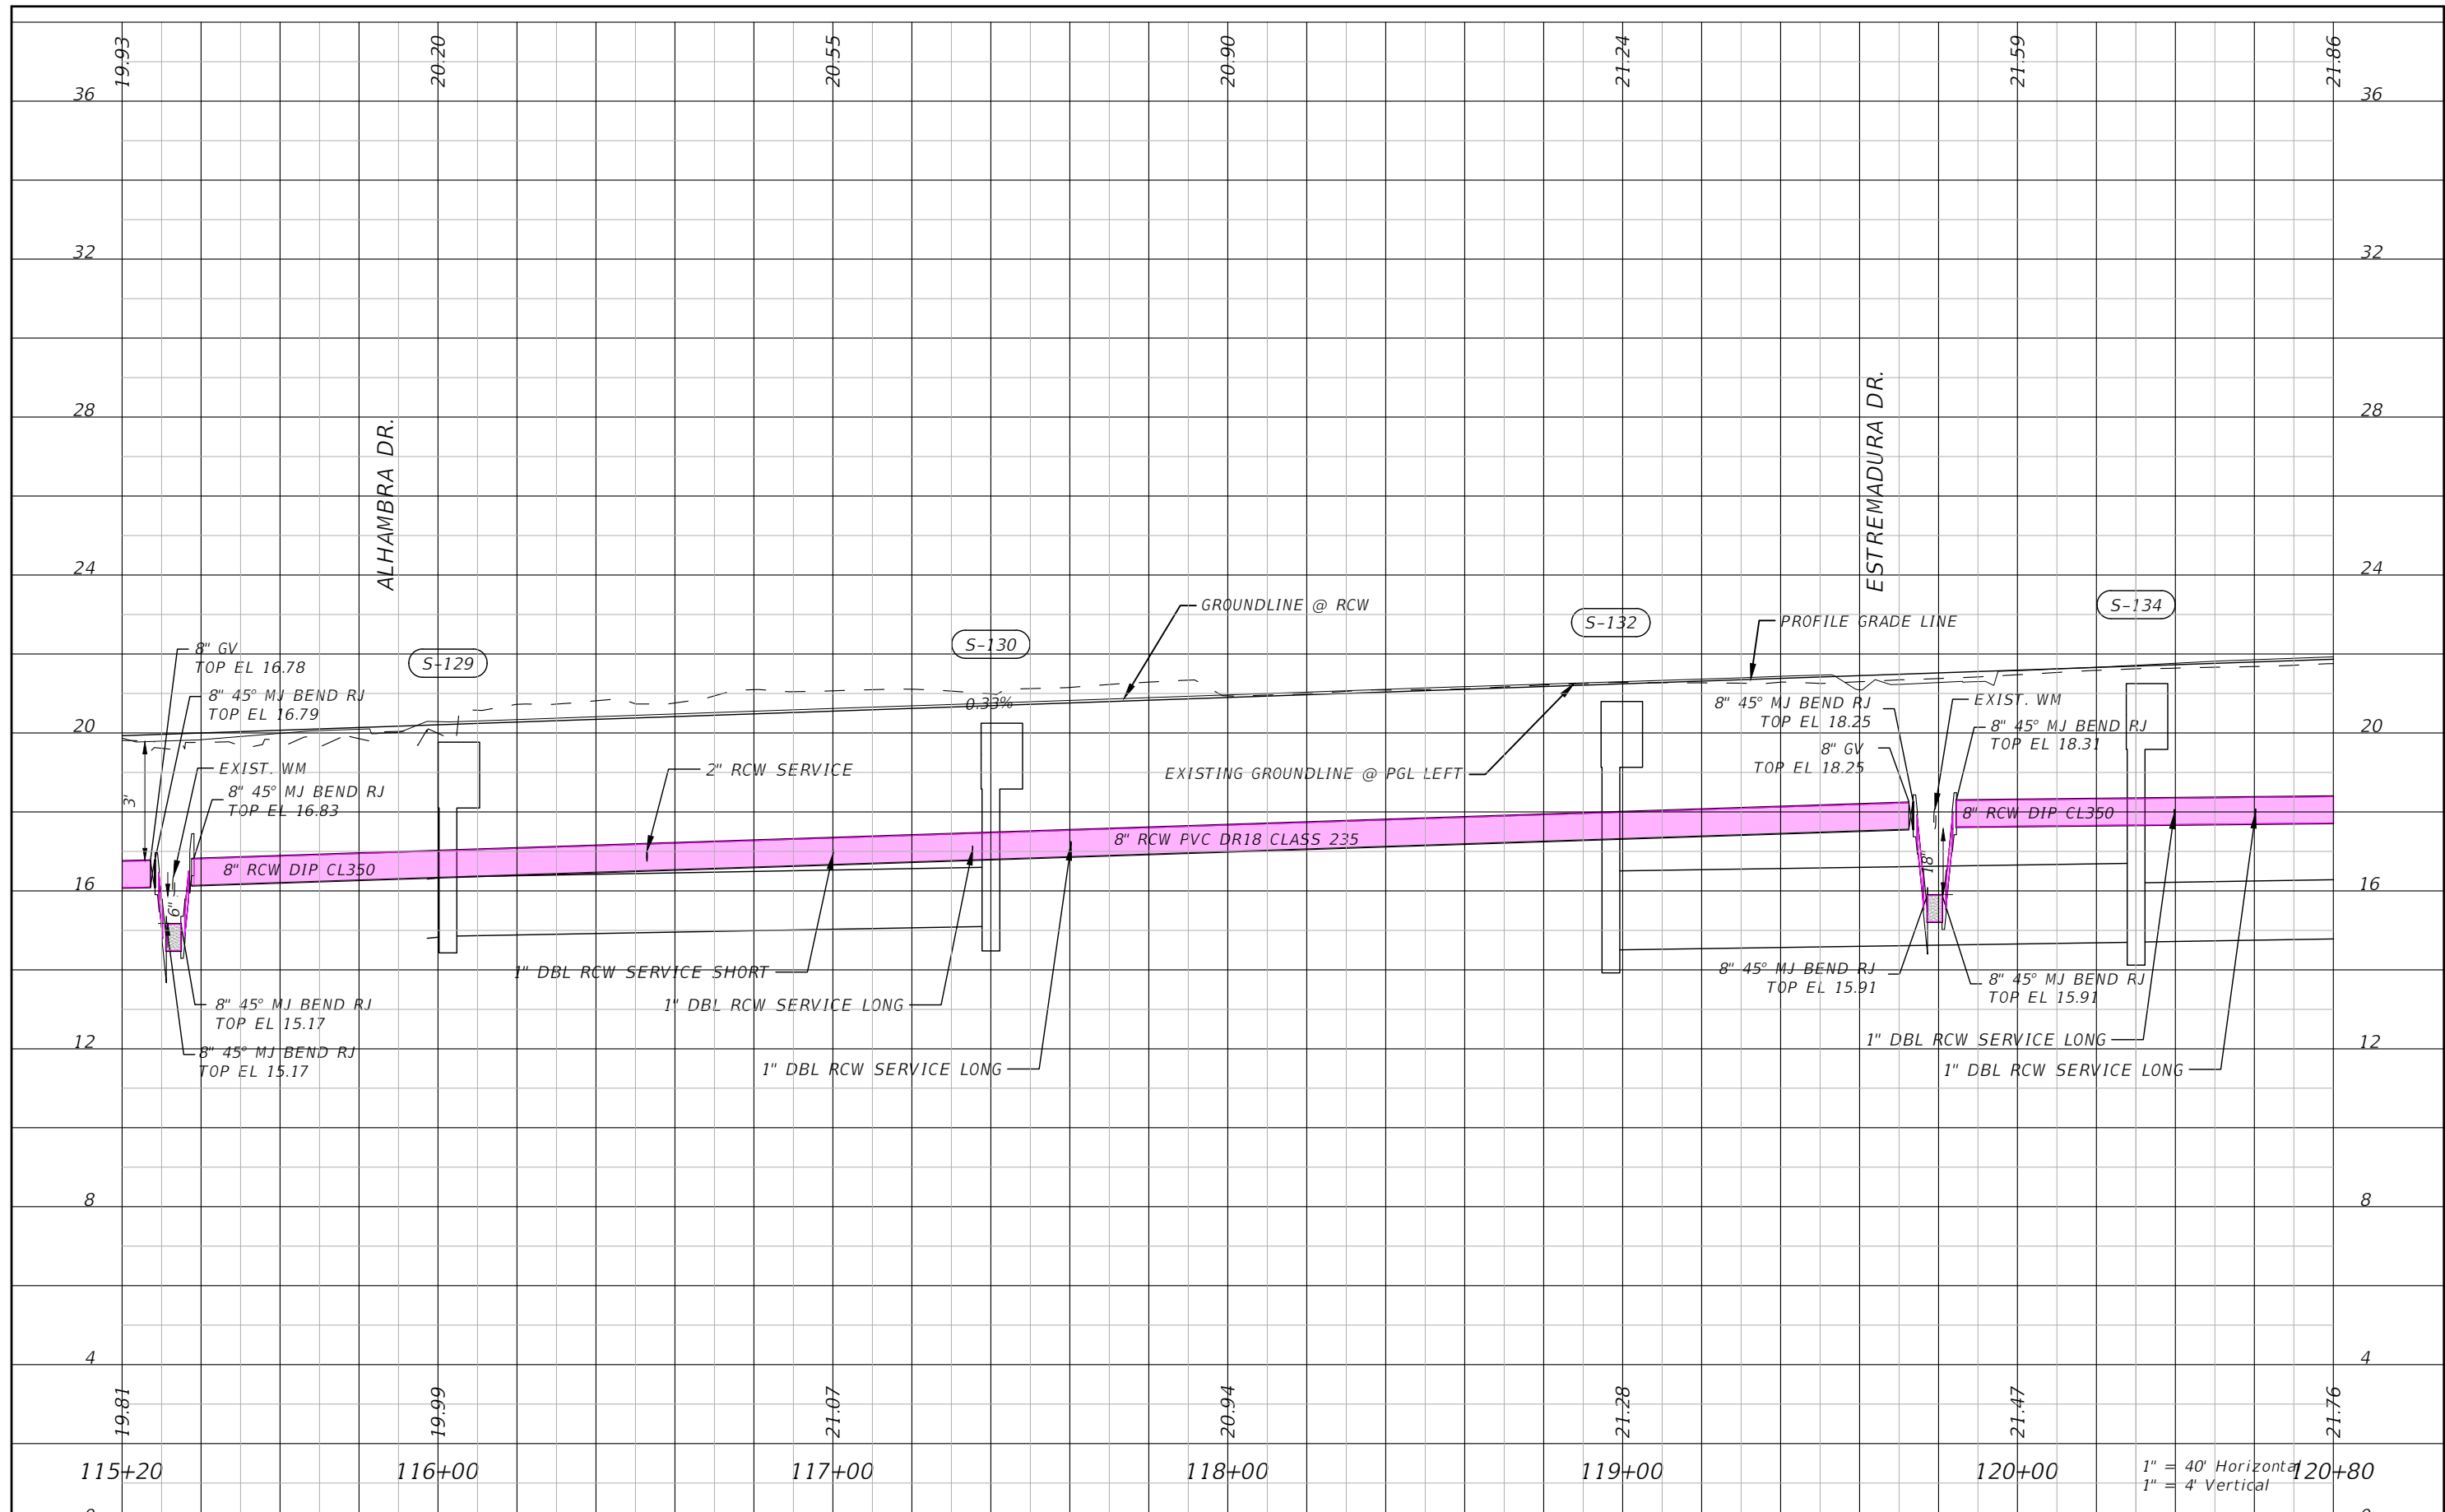 19.93
20.20
20.55
20.90
21.24
21.59
21.86
36
36
32
32
28
28
ALHAMBRA DR.
ESTREMADURA DR.
24
24
GROUNDLINE @ RCW
S-134
S-132
PROFILE GRADE LINE
S-130
8" GV
TOP EL 16.78
S-129
8" 45° MJ BEND RJ
TOP EL 16.79
0.33%
8" 45° MJ BEND RJ
TOP EL 18.25
EXIST. WM
20
20
8" 45° MJ BEND RJ
TOP EL 18.31
8" GV
TOP EL 18.25
EXIST. WM
2" RCW SERVICE
EXISTING GROUNDLINE @ PGL LEFT
3'
8" 45° MJ BEND RJ
TOP EL 16.83
8" RCW DIP CL350
8" RCW PVC DR18 CLASS 235
8" RCW DIP CL350
18"
16
16
6"
1" DBL RCW SERVICE SHORT
8" 45° MJ BEND RJ
TOP EL 15.91
8" 45° MJ BEND RJ
TOP EL 15.91
8" 45° MJ BEND RJ
TOP EL 15.17
1" DBL RCW SERVICE LONG
12
12
1" DBL RCW SERVICE LONG
8" 45° MJ BEND RJ
TOP EL 15.17
1" DBL RCW SERVICE LONG
1" DBL RCW SERVICE LONG
8
8
4
4
19.81
19.99
21.07
20.94
21.28
21.47
21.76
115+20
116+00
117+00
118+00
119+00
120+00
120+80
1" = 40' Horizontal
1" = 4' Vertical